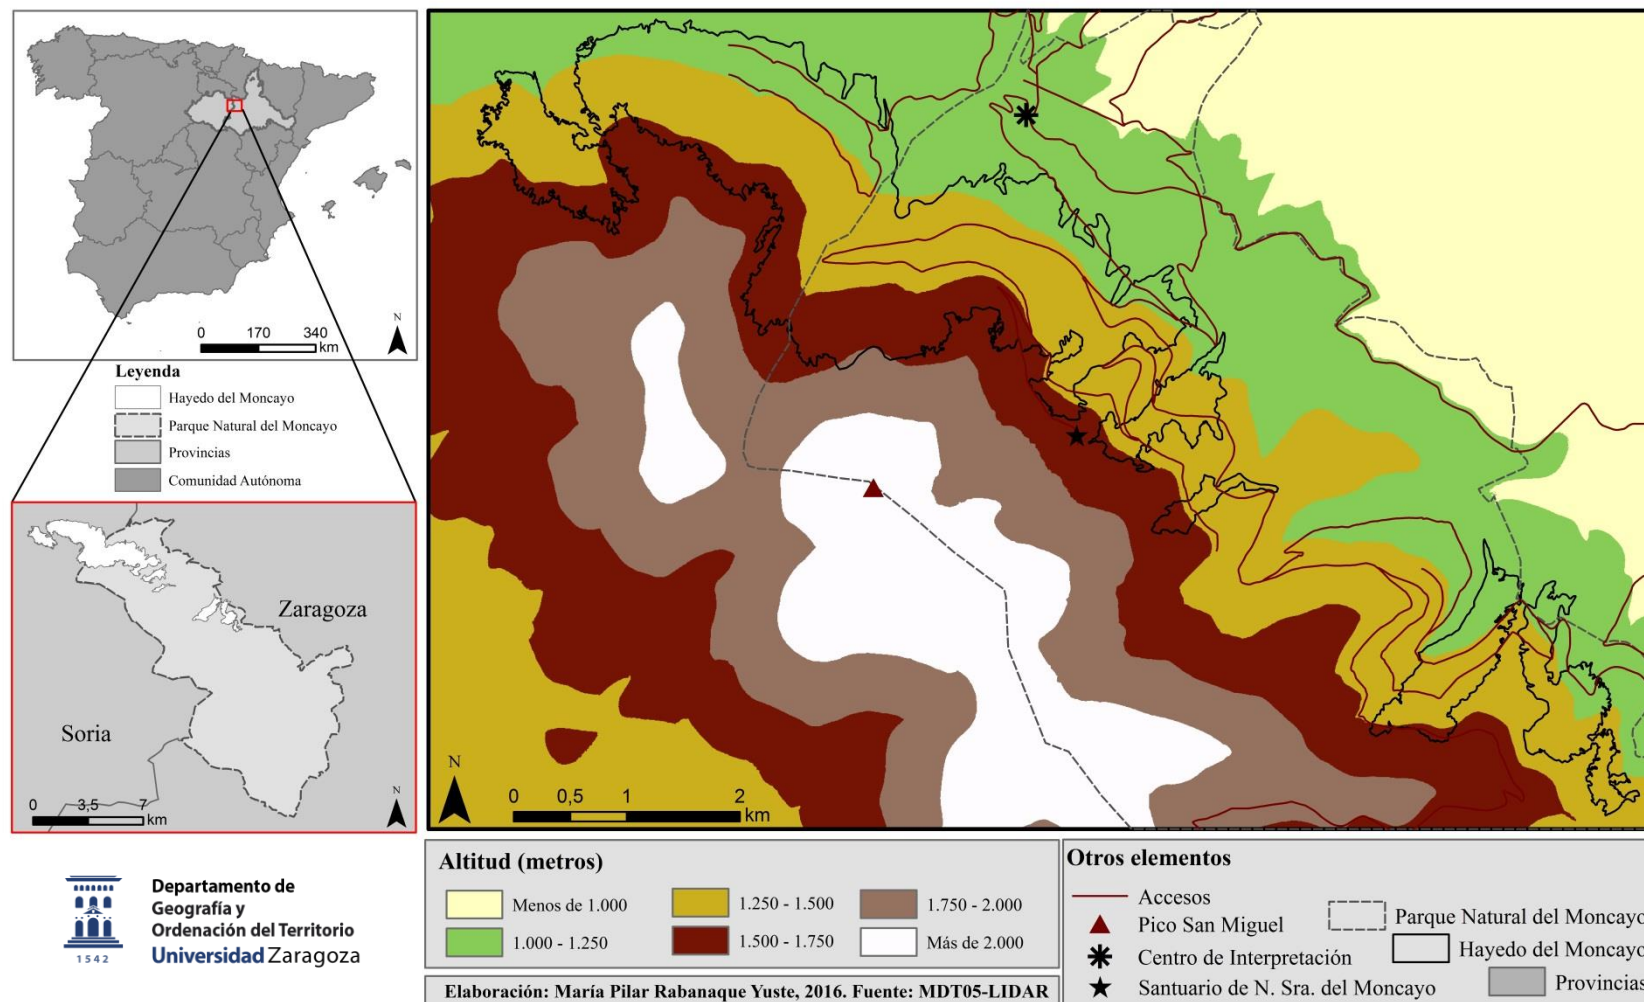 N
0 170 340
km
Leyenda
Hayedo del Moncayo
Parque Natural del Moncayo
Provincias
Comunidad Autónoma
Zaragoza
Soria
N
0 3,5 7
km
N
0 0,5 1 2
km
Departamento de
Geografía y
Ordenación del Territorio
Universidad Zaragoza
1542
Altitud (metros)
Menos de 1.000
1.250 - 1.500
1.750 - 2.000
1.000 - 1.250
1.500 - 1.750
Más de 2.000
Elaboración: María Pilar Rabanaque Yuste, 2016. Fuente: MDT05-LIDAR
Otros elementos
Accesos
Pico San Miguel
Parque Natural del Moncayo
Centro de Interpretación
Hayedo del Moncayo
Santuario de N. Sra. del Moncayo
Provincias